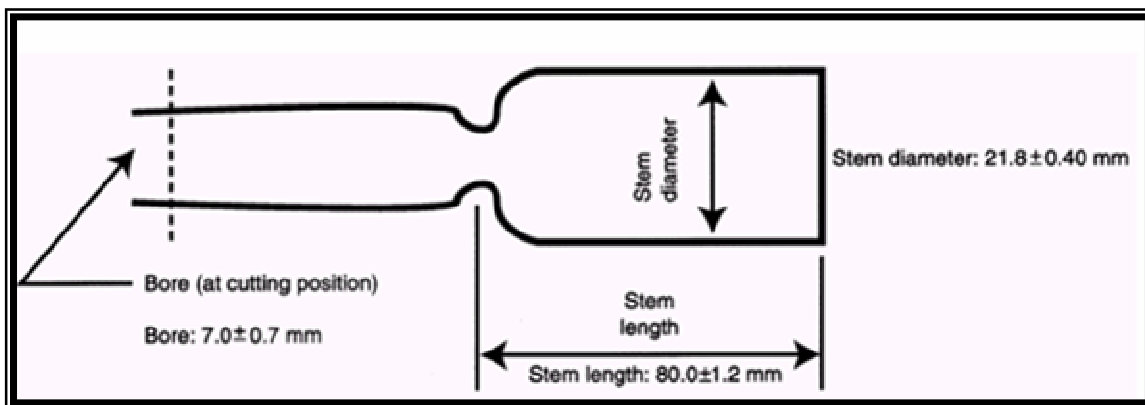 Stem
diameter
Stem diameter: 21.8±0.40 mm
Bore (at cutting position)
Bore: 7.0±0.7 mm
Stem
length
Stem length: 80.0±1.2 mm